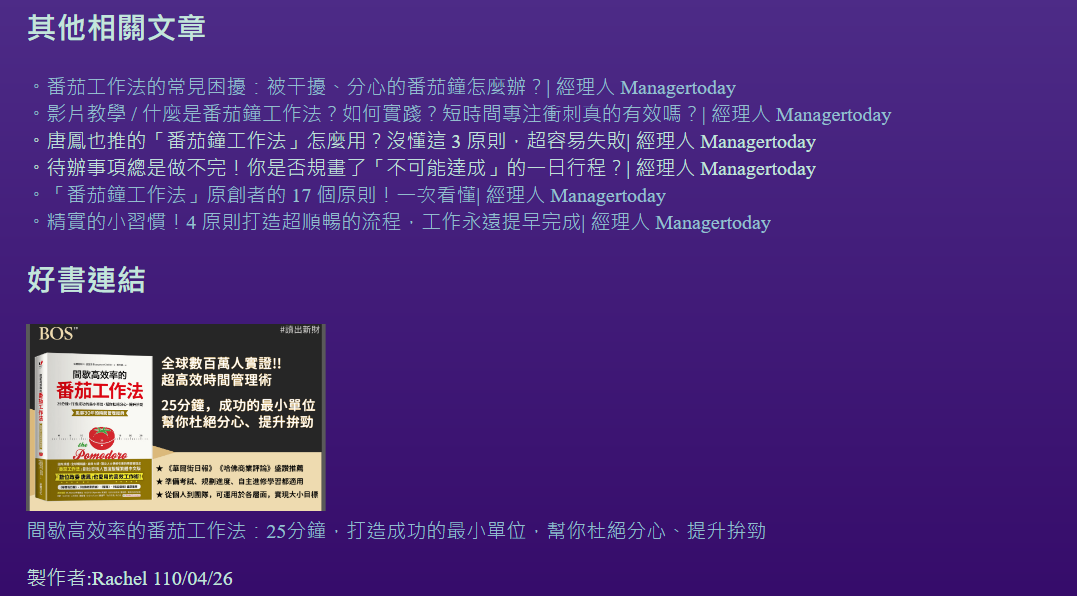 其他相關文章
番茄工作法的常見困擾：被干擾、分心的番茄鐘怎麼辦？| 經理人 Managertoday
影片教學 / 什麼是番茄鐘工作法？如何實踐？短時間專注衝刺真的有效嗎？| 經理人 Managertoday
唐鳳也推的「番茄鐘工作法」怎麼用？沒懂這 3 原則，超容易失敗| 經理人 Managertoday
待辦事項總是做不完！你是否規畫了「不可能達成」的一日行程？| 經理人 Managertoday
「番茄鐘工作法」原創者的 17 個原則！一次看懂| 經理人 Managertoday
精實的小習慣！4 原則打造超順暢的流程，工作永遠提早完成| 經理人 Managertoday
好書連結
BOS
#讀出新財
間歇高效率的
番茄工作法
the
Pomodoro
全球數百萬人實證!!
超高效時間管理術
25分鐘，成功的最小單位
幫你杜絕分心、提升拚勁
★《華爾街日報》《哈佛商業評論》盛讚推薦
★ 準備考試、規劃進度、自主進修學習都適用
★ 從個人到團隊，可運用於各層面，實現大小目標
間歇高效率的番茄工作法：25分鐘，打造成功的最小單位，幫你杜絕分心、提升拚勁
製作者:Rachel 110/04/26